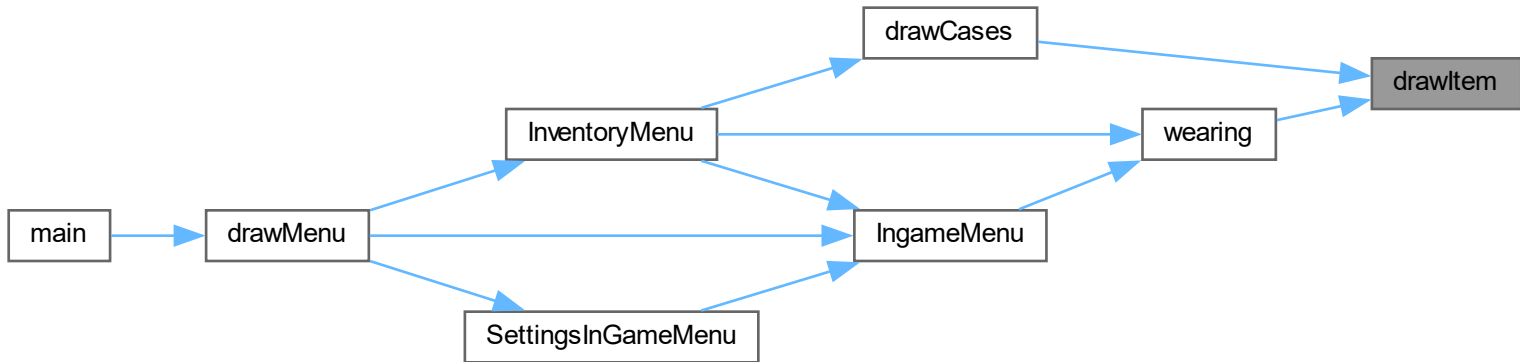 drawCases
drawItem
InventoryMenu
wearing
main
drawMenu
IngameMenu
SettingsInGameMenu